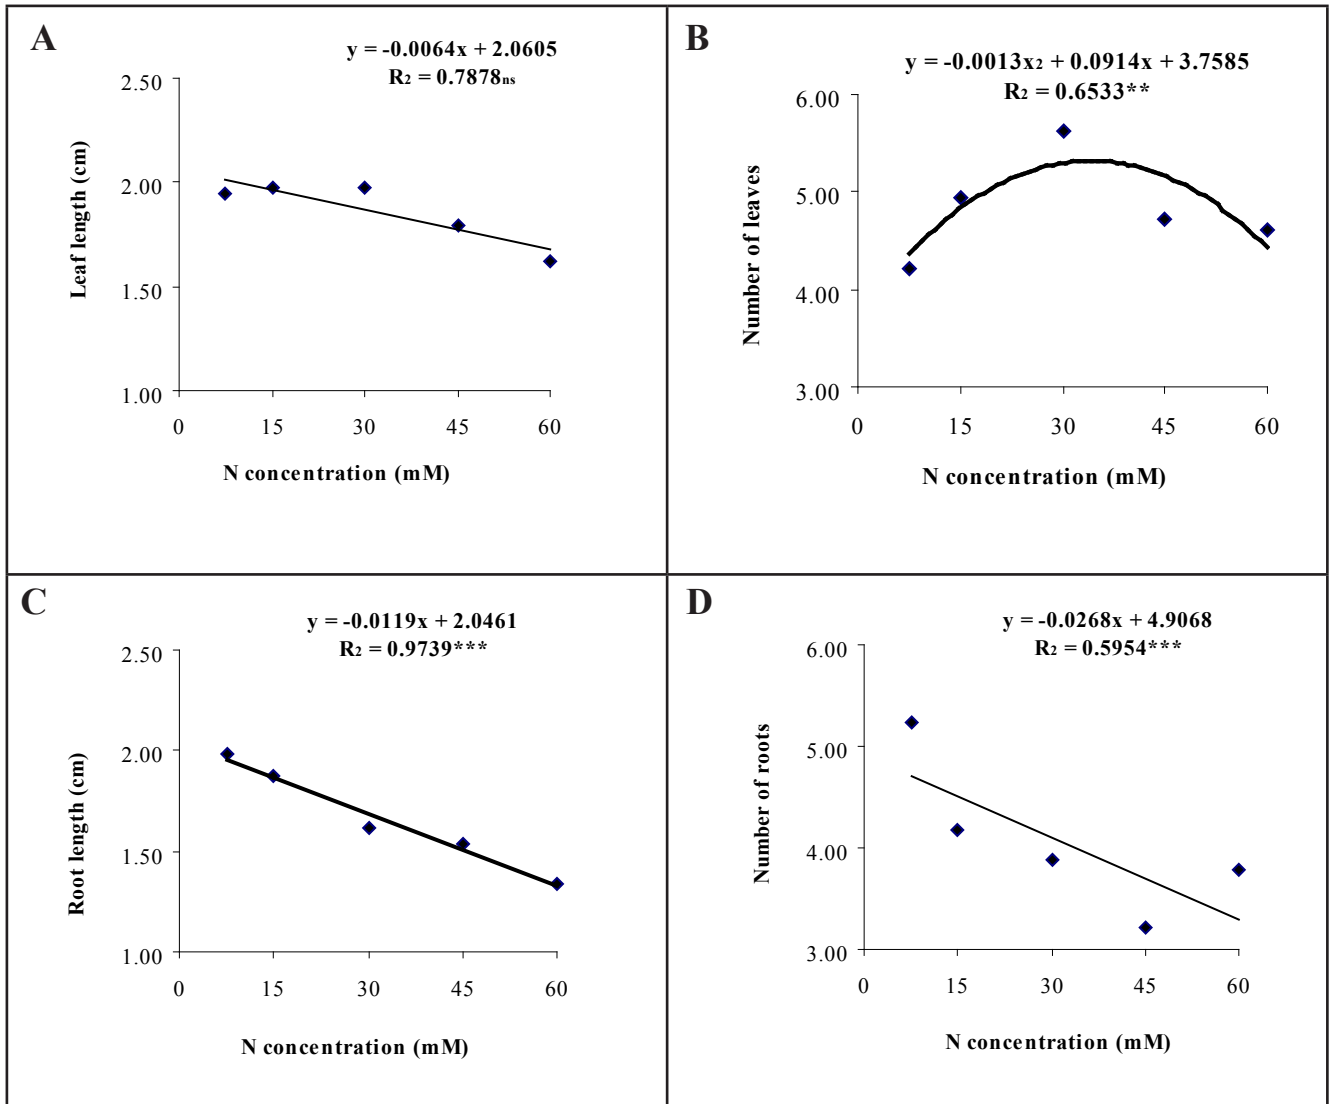 A
y = -0.0064x + 2.0605
R2 = 0.7878ns
2.50
2.00
1.50
1.00
Leaf length (cm)
0 15 30 45 60
N concentration (mM)
B
y = -0.0013x2 + 0.0914x + 3.7585
R2 = 0.6533**
6.00
5.00
4.00
3.00
Number of leaves
0 15 30 45 60
N concentration (mM)
C
y = -0.0119x + 2.0461
R2 = 0.9739***
2.50
2.00
1.50
1.00
Root length (cm)
0 15 30 45 60
N concentration (mM)
D
y = -0.0268x + 4.9068
R2 = 0.5954***
6.00
5.00
4.00
3.00
Number of roots
0 15 30 45 60
N concentration (mM)